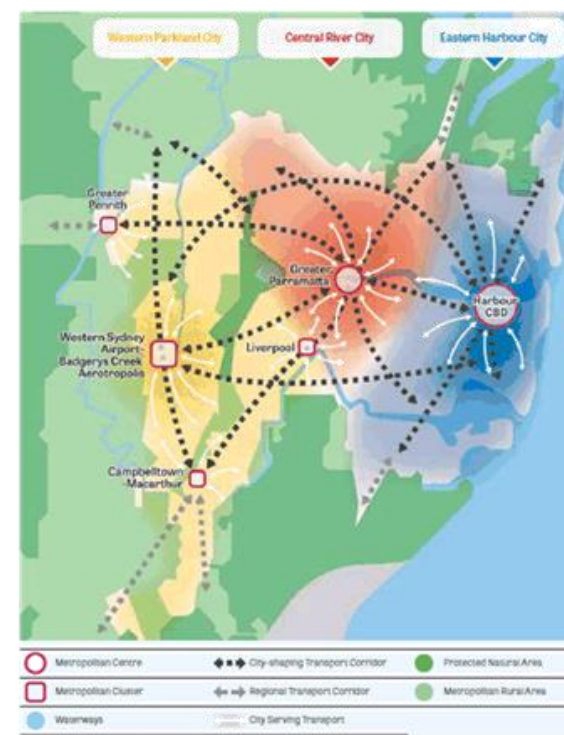 Western Parkland City
Central River City
Eastern Harbour City
Greater
Penrith
Greater
Parramatta
Harbour
CBD
Western Sydney
Airport-
Badgerys Creek
Aerotropolis
Liverpool
Campbelltown
-Macarthur
Metropolitan Centre
City-shaping Transport Corridor
Protected Natural Area
Metropolitan Cluster
Regional Transport Corridor
Metropolitan Rural Area
Waterways
City Serving Transport